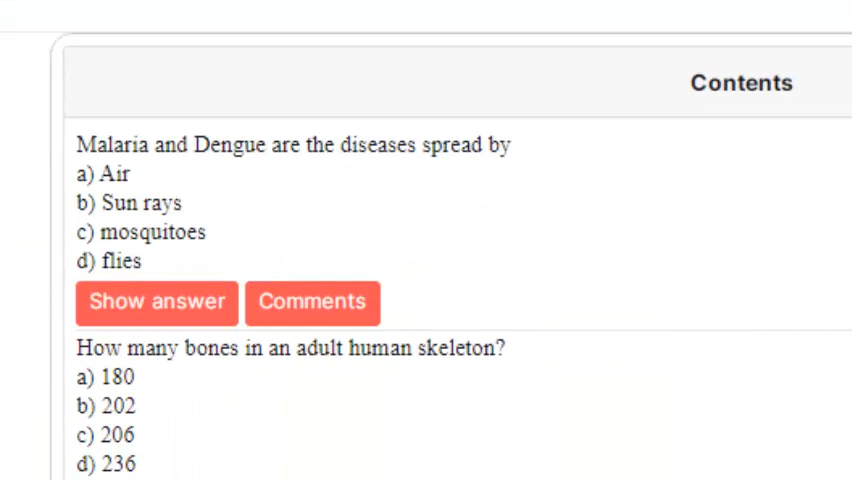 Contents
Malaria and Dengue are the diseases spread by
a) Air
b) Sun rays
c) mosquitoes
d) flies
Show answer Comments
How many bones in an adult human skeleton?
a) 180
b) 202
c) 206
d) 236